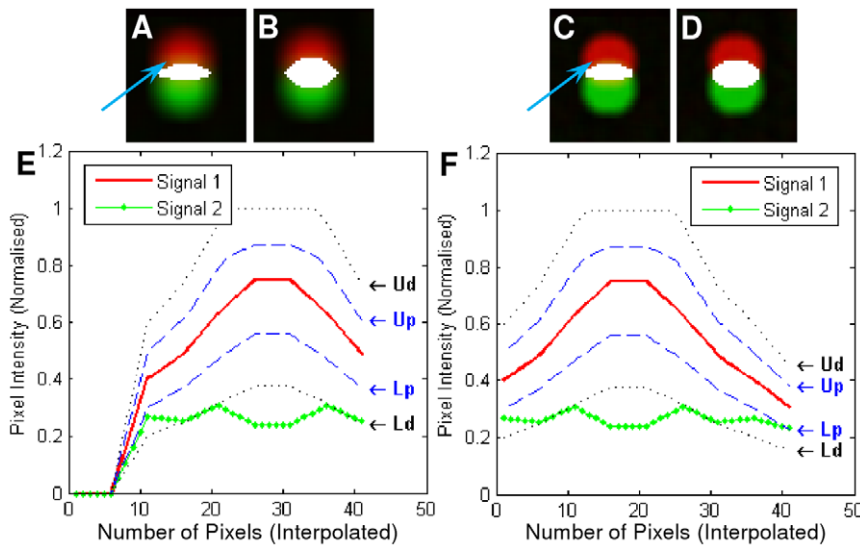 A B C D
E
1.2
1
0.8
0.6
0.4
0.2
0
0 10 20 30 40 50
Pixel Intensity (Normalised)
Number of Pixels (Interpolated)
Signal 1
Signal 2
← Ud
← Up
← Lp
← Ld
F
1.2
1
0.8
0.6
0.4
0.2
0
0 10 20 30 40 50
Pixel Intensity (Normalised)
Number of Pixels (Interpolated)
Signal 1
Signal 2
← Ud
← Up
← Lp
← Ld